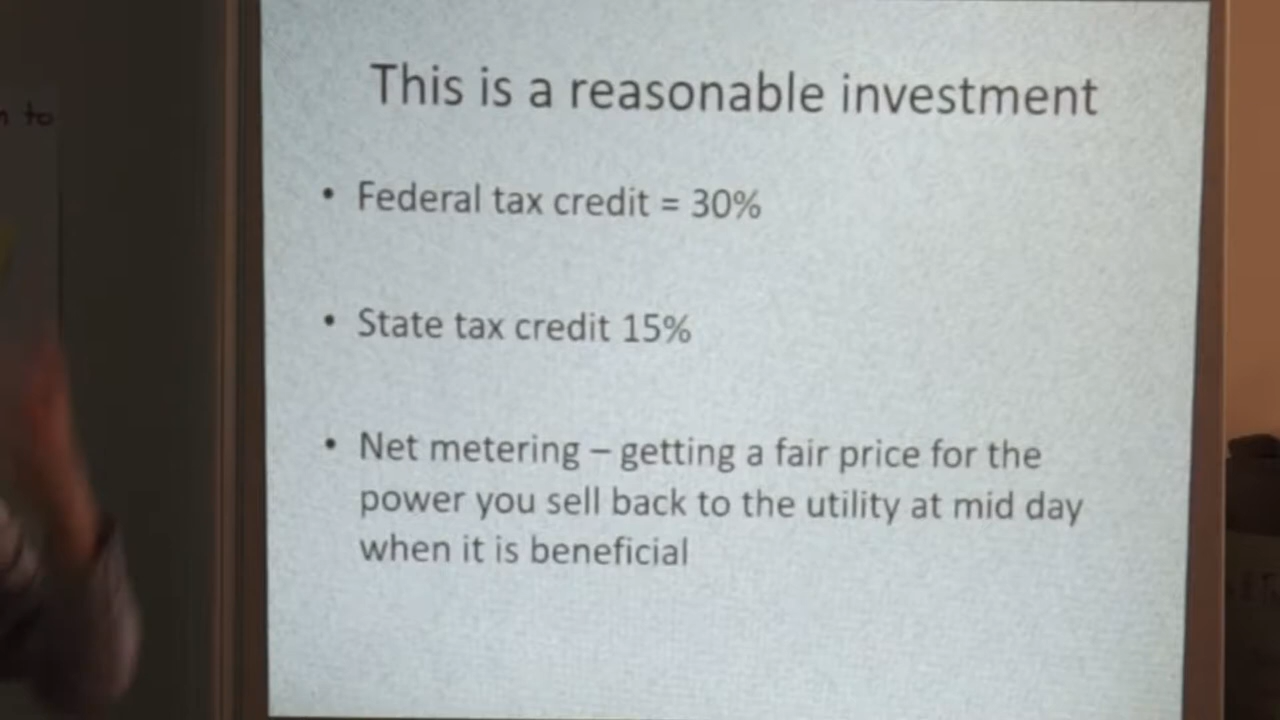 This is a reasonable investment
• Federal tax credit = 30%
• State tax credit 15%
• Net metering – getting a fair price for the
power you sell back to the utility at mid day
when it is beneficial
to